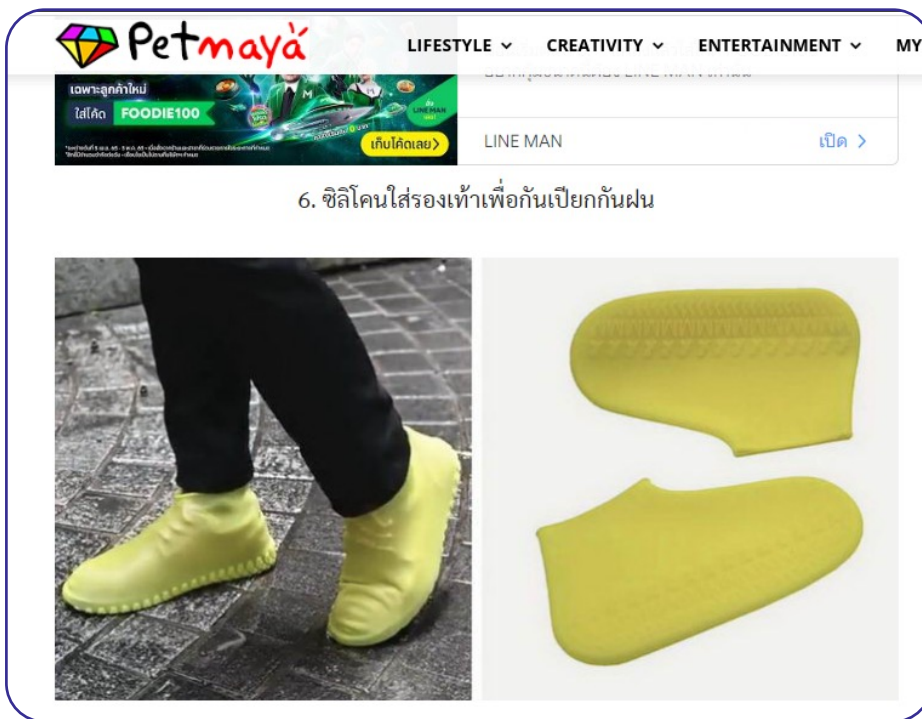 Petmayā
LIFESTYLE
CREATIVITY
ENTERTAINMENT
MY
เฉพาะลูกค้าใหม่
ใส่โค้ด FOODIE100
LINE MAN
เก็บโค้ดเลย>
LINE MAN
เปิด >
6. ซิลิโคนใส่รองเท้าเพื่อกันเปียกกันฝน